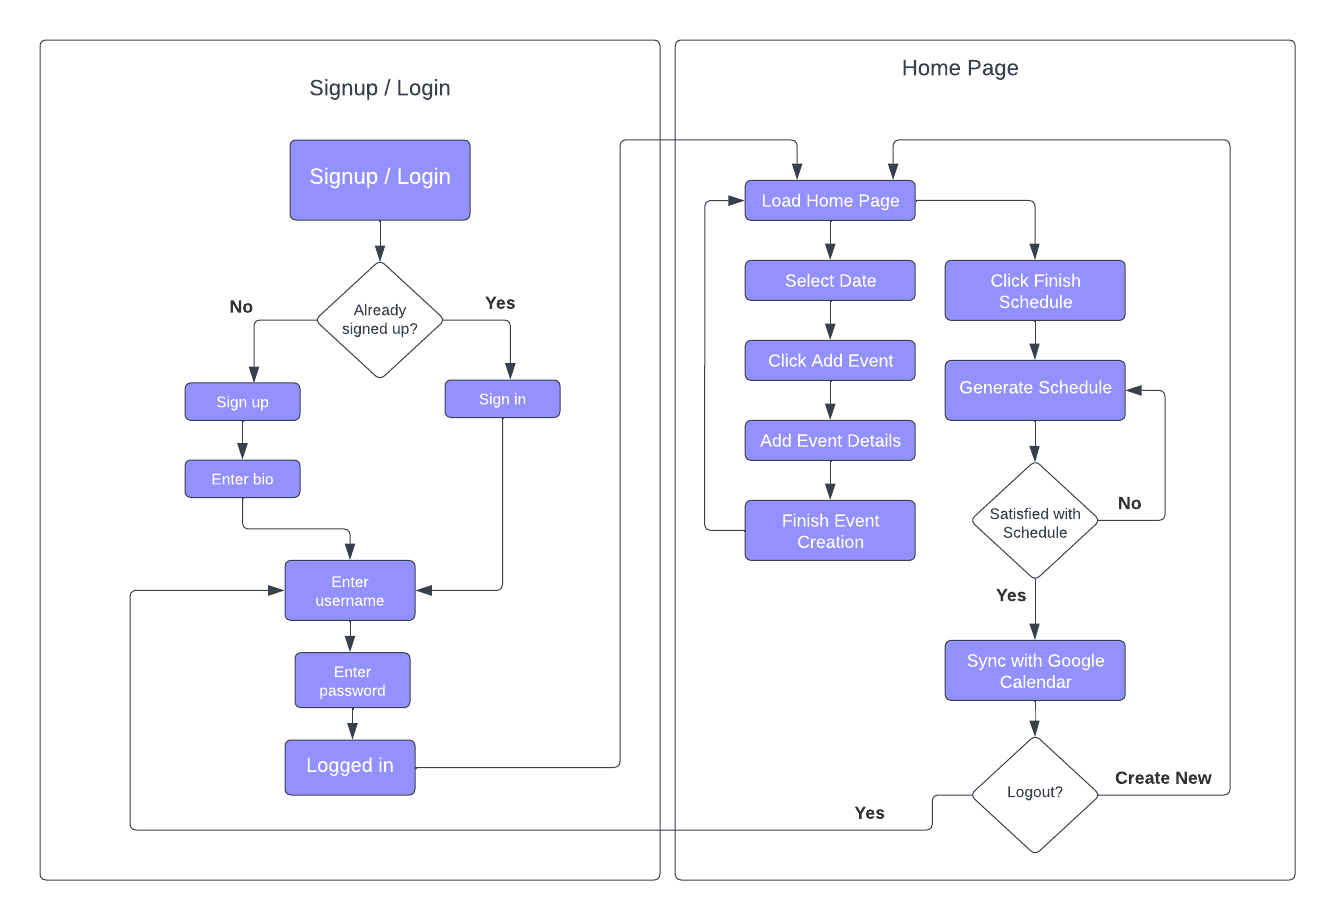 Signup / Login
Signup / Login
Already
signed up?
No
Yes
Sign up
Sign in
Enter bio
Enter
username
Enter
password
Logged in
Home Page
Load Home Page
Select Date
Click Add Event
Add Event Details
Finish Event
Creation
Click Finish
Schedule
Generate Schedule
Satisfied with
Schedule
No
Yes
Sync with Google
Calendar
Logout?
Create New
Yes